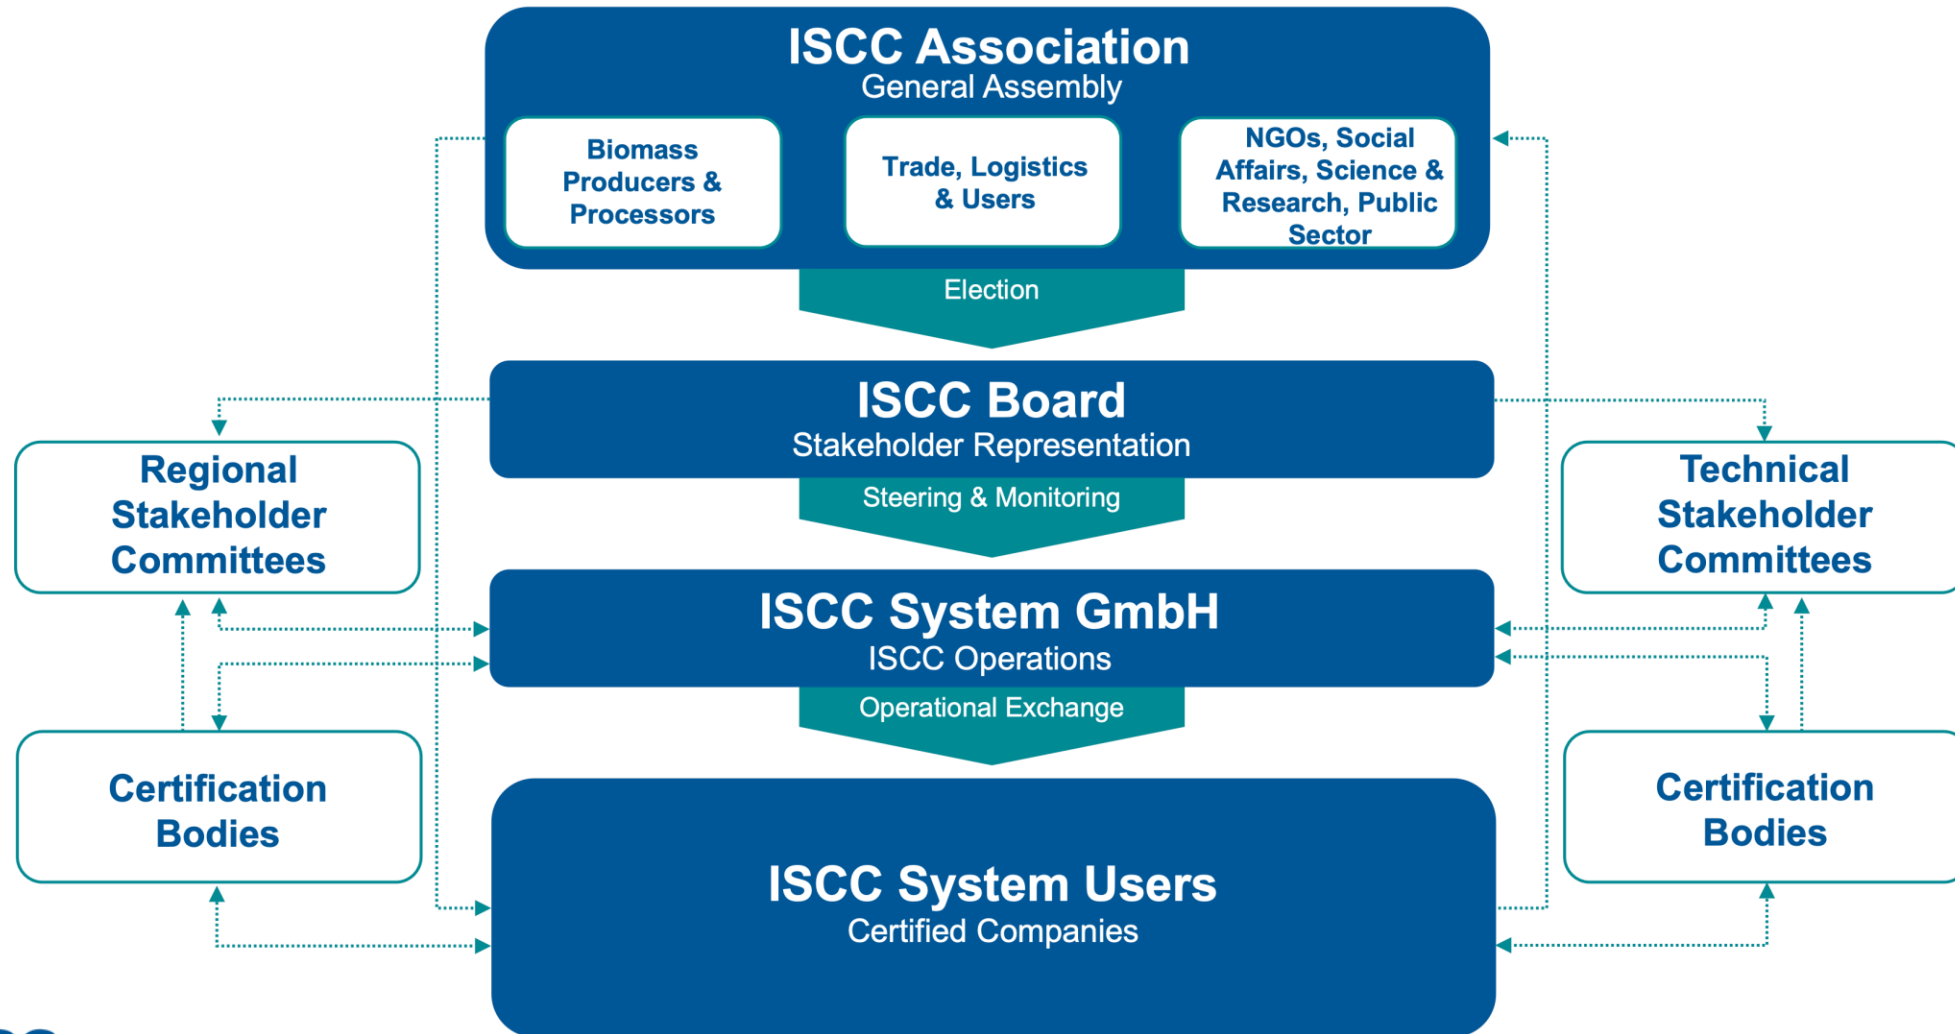 ISCC Association
General Assembly
Biomass
Producers &
Processors
Trade, Logistics
& Users
NGOs, Social
Affairs, Science &
Research, Public
Sector
Election
ISCC Board
Stakeholder Representation
Steering & Monitoring
Regional
Stakeholder
Committees
Technical
Stakeholder
Committees
ISCC System GmbH
ISCC Operations
Operational Exchange
Certification
Bodies
Certification
Bodies
ISCC System Users
Certified Companies